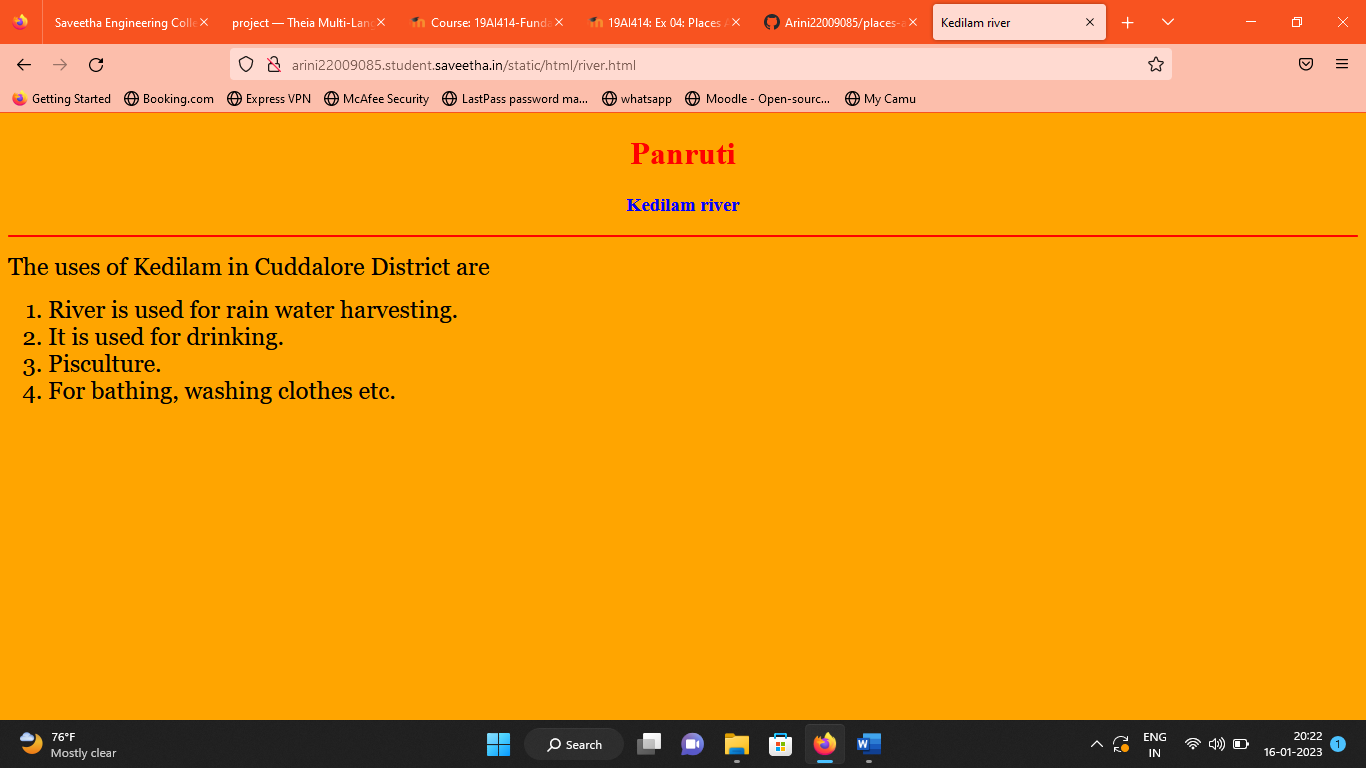 Saveetha Engineering Coll
project — Theia Multi-Lang
Course: 19AI414-Funda
19AI414: Ex 04: Places A
Arini22009085/places-a
Kedilam river
arini22009085.student.saveetha.in/static/html/river.html
Getting Started
Booking.com
Express VPN
McAfee Security
LastPass password ma...
whatsapp
Moodle - Open-sourc...
My Camu
Panruti
Kedilam river
The uses of Kedilam in Cuddalore District are
1. River is used for rain water harvesting.
2. It is used for drinking.
3. Pisculture.
4. For bathing, washing clothes etc.
76°F
Mostly clear
Search
ENG
IN
20:22
16-01-2023
1